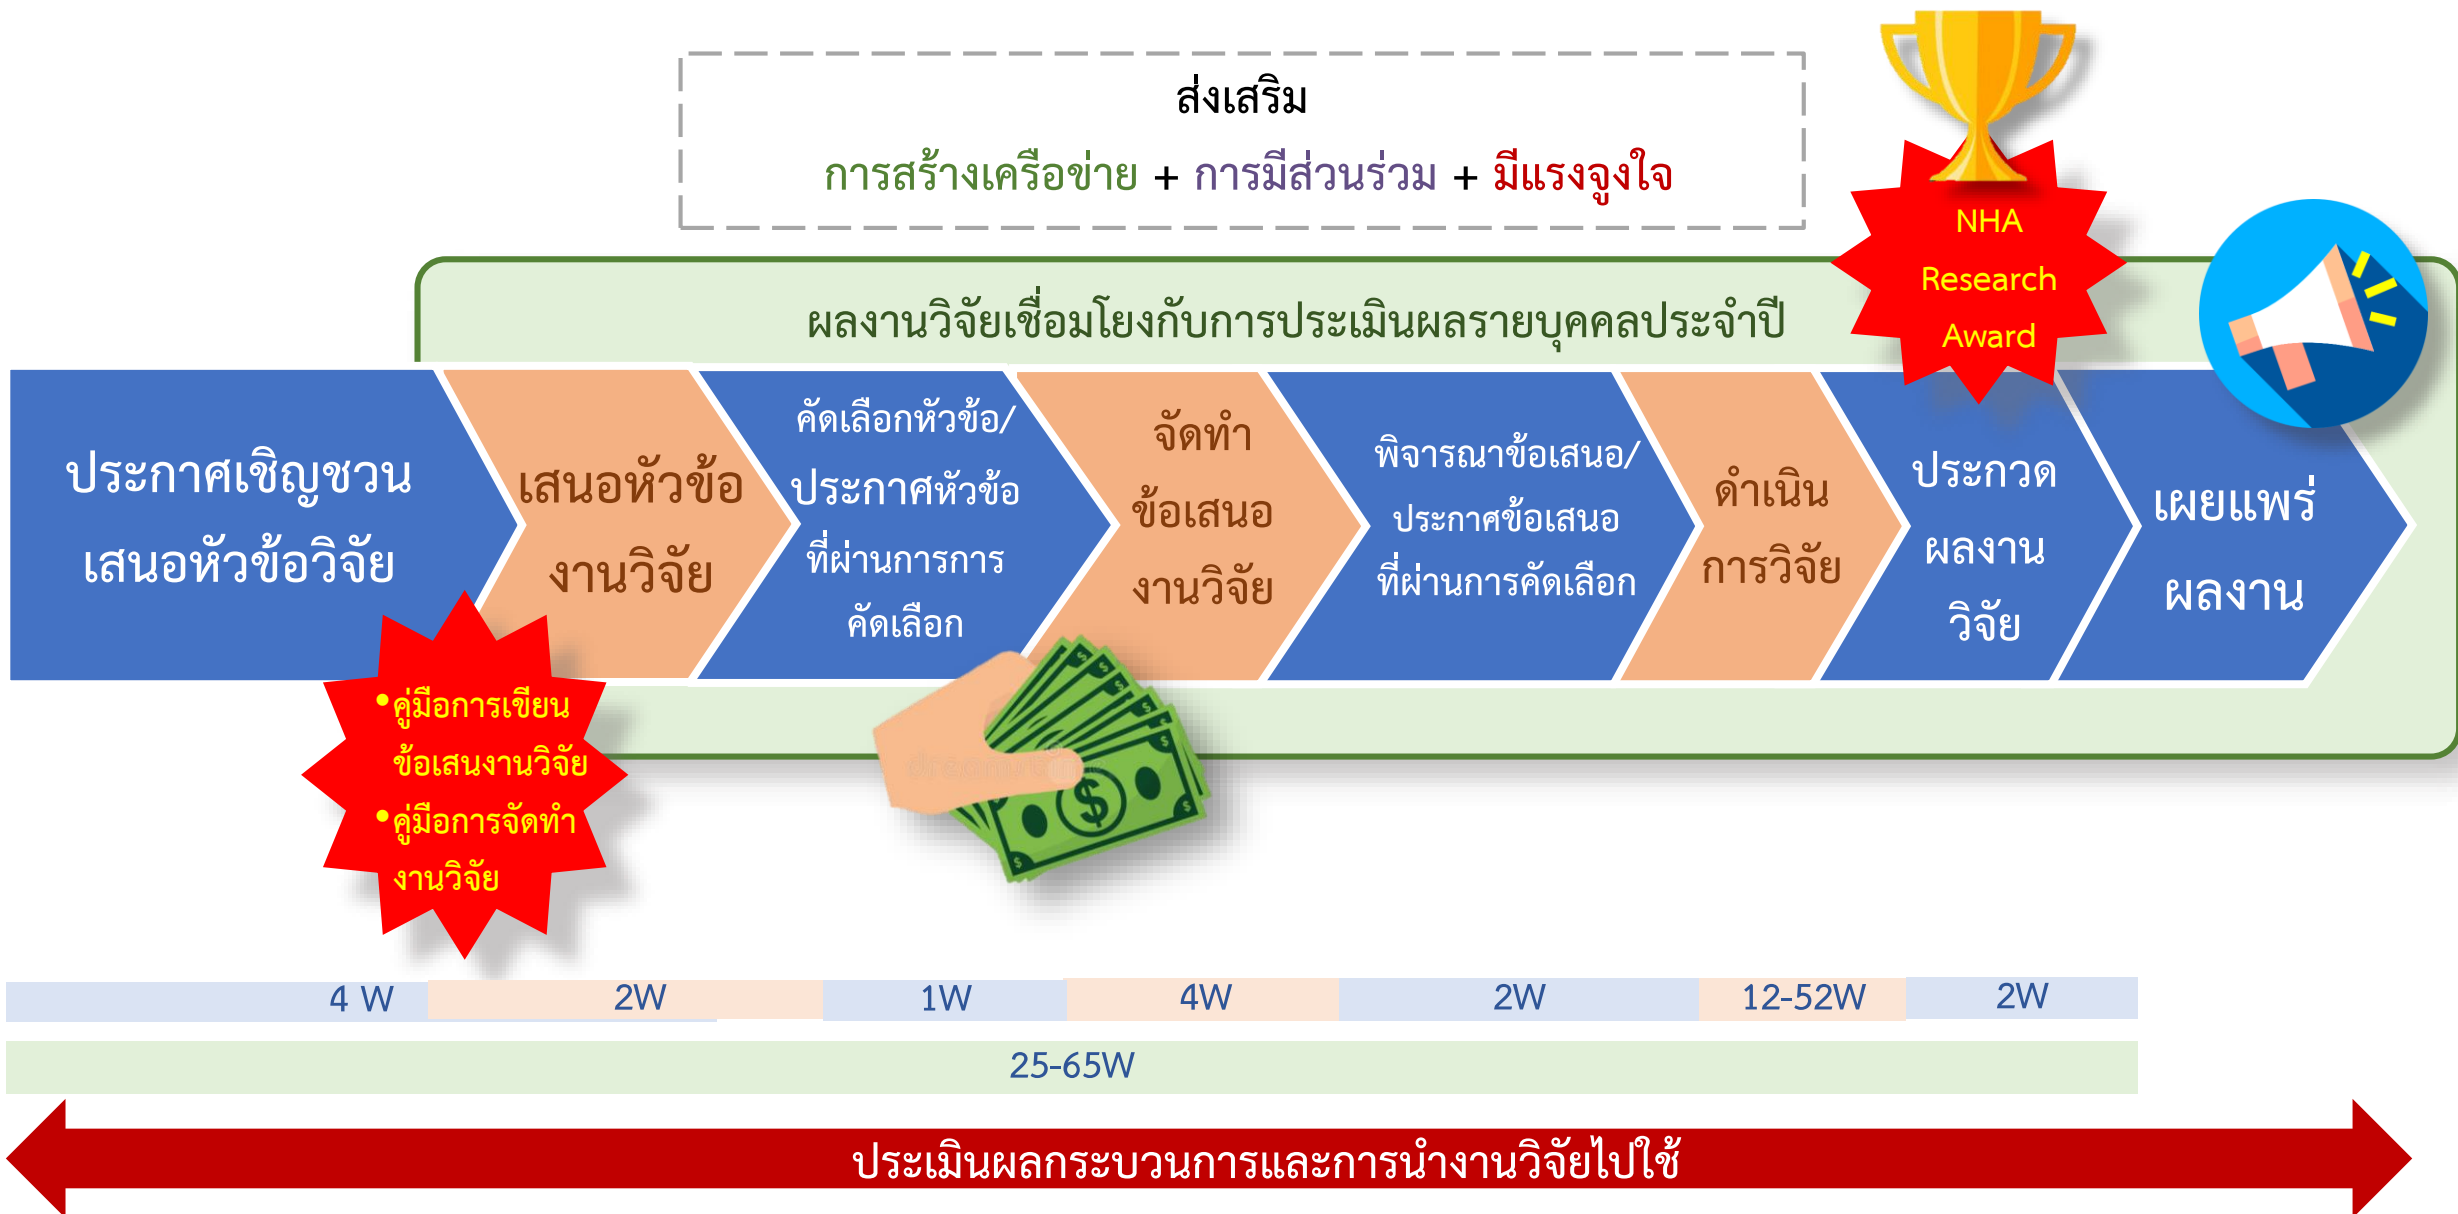 ส่งเสริม
การสร้างเครือข่าย + การมีส่วนร่วม + มีแรงจูงใจ
NHA
Research
Award
ผลงานวิจัยเชื่อมโยงกับการประเมินผลรายบุคคลประจำปี
ประกาศเชิญชวน
เสนอหัวข้อวิจัย
เสนอหัวข้อ
งานวิจัย
คัดเลือกหัวข้อ/
ประกาศหัวข้อ
ที่ผ่านการการ
คัดเลือก
จัดทำ
ข้อเสนอ
งานวิจัย
พิจารณาข้อเสนอ/
ประกาศข้อเสนอ
ที่ผ่านการคัดเลือก
ดำเนิน
การวิจัย
ประกวด
ผลงาน
วิจัย
เผยแพร่
ผลงาน
•คู่มือการเขียน
ข้อเสนงานวิจัย
•คู่มือการจัดทำ
งานวิจัย
4 W
2W
1W
4W
2W
12-52W
2W
25-65W
ประเมินผลกระบวนการและการนำงานวิจัยไปใช้